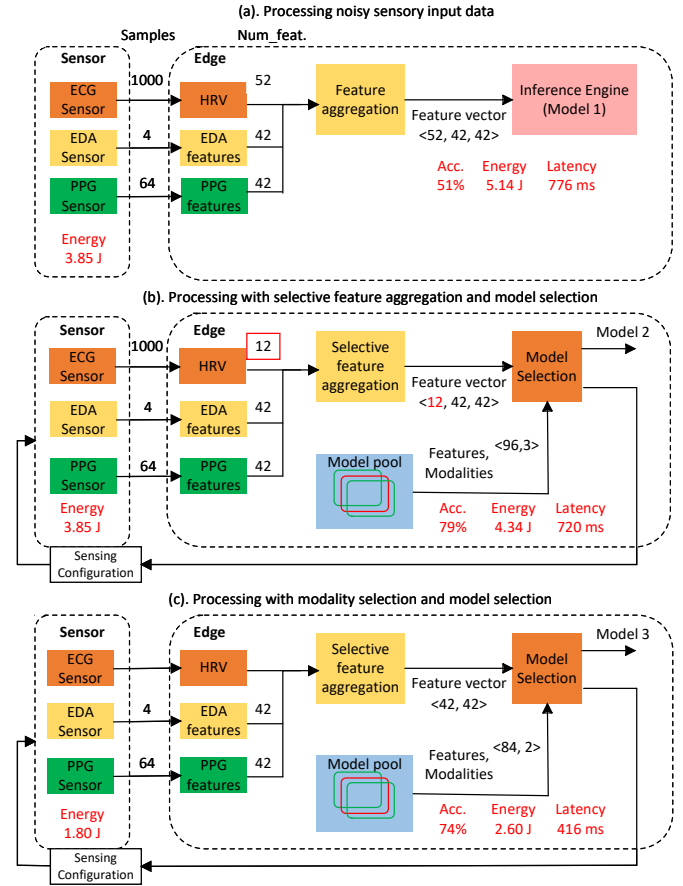 (a). Processing noisy sensory input data
Samples
Num_feat.
Sensor
Edge
ECG
Sensor
1000
HRV
52
EDA
Sensor
4
EDA
features
42
PPG
Sensor
64
PPG
features
42
Energy
3.85 J
Feature
aggregation
Feature vector
<52, 42, 42>
Inference Engine
(Model 1)
Acc.
51%
Energy
5.14 J
Latency
776 ms
(b). Processing with selective feature aggregation and model selection
Sensor
Edge
ECG
Sensor
1000
HRV
12
EDA
Sensor
4
EDA
features
42
PPG
Sensor
64
PPG
features
42
Energy
3.85 J
Selective
feature
aggregation
Feature vector
<12, 42, 42>
Model
Selection
Model 2
Model pool
Features,
Modalities
<96,3>
Acc.
79%
Energy
4.34 J
Latency
720 ms
Sensing
Configuration
(c). Processing with modality selection and model selection
Sensor
Edge
ECG
Sensor
HRV
EDA
Sensor
4
EDA
features
42
PPG
Sensor
64
PPG
features
42
Energy
1.80 J
Selective
feature
aggregation
Feature vector
<42, 42>
Model
Selection
Model 3
Model pool
Features,
Modalities
<84, 2>
Acc.
74%
Energy
2.60 J
Latency
416 ms
Sensing
Configuration